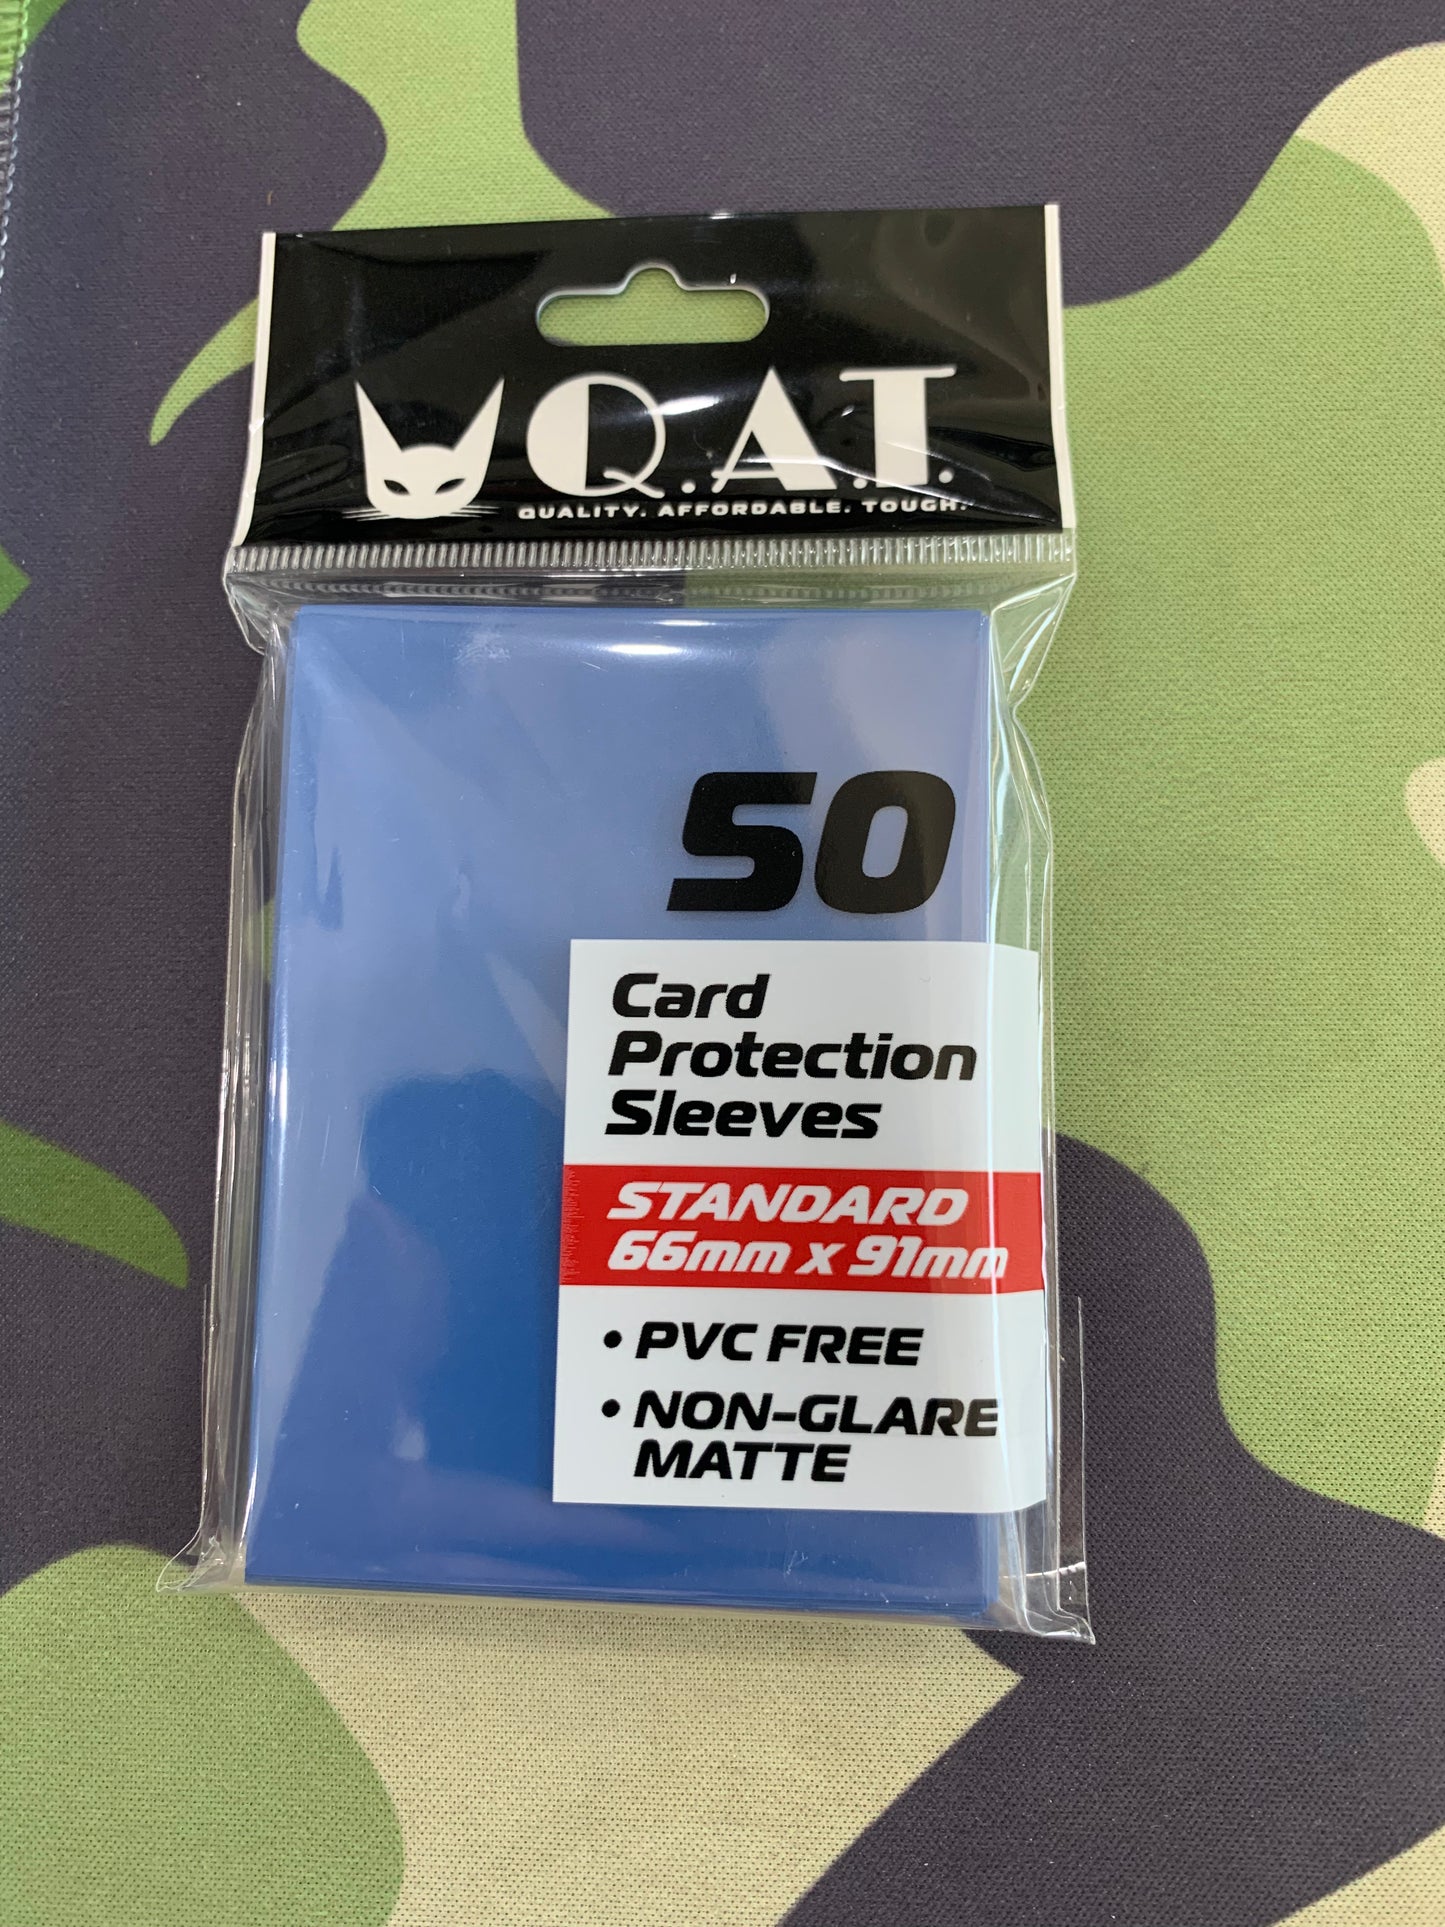 Q.A.T.
QUALITY. AFFORDABLE. TOUGH.
50
Card
Protection
Sleeves
STANDARD
66mm x 91mm
• PVC FREE
• NON-GLARE
MATTE